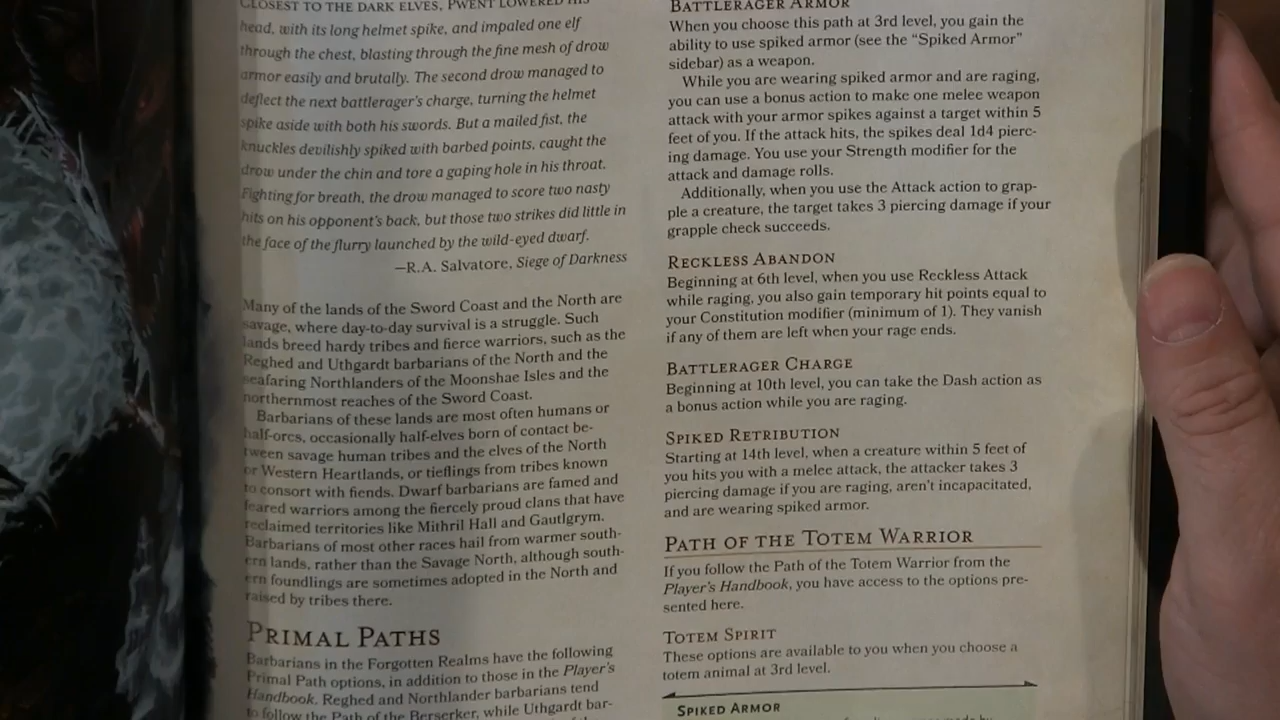 CLOSEST TO THE DARK ELVES, PWENT LOWERED HIS
head, with its long helmet spike, and impaled one elf
through the chest, blasting through the fine mesh of drow
armor easily and brutally. The second drow managed to
deflect the next battlerager's charge, turning the helmet
spike aside with both his swords. But a mailed fist, the
knuckles devilishly spiked with barbed points, caught the
drow under the chin and tore a gaping hole in his throat.
Fighting for breath, the drow managed to score two nasty
hits on his opponent's back, but those two strikes did little in
the face of the flurry launched by the wild-eyed dwarf.
—R.A. Salvatore, Siege of Darkness
Many of the lands of the Sword Coast and the North are
savage, where day-to-day survival is a struggle. Such
lands breed hardy tribes and fierce warriors, such as the
Reghed and Uthgardt barbarians of the North and the
seafaring Northlanders of the Moonshae Isles and the
northernmost reaches of the Sword Coast.
Barbarians of these lands are most often humans or
half-orcs, occasionally half-elves born of contact be-
tween savage human tribes and the elves of the North
or Western Heartlands, or tieflings from tribes known
to consort with fiends. Dwarf barbarians are famed and
feared warriors among the fiercely proud clans that have
reclaimed territories like Mithril Hall and Gautlgrym.
Barbarians of most other races hail from warmer south-
ern lands, rather than the Savage North, although south-
ern foundlings are sometimes adopted in the North and
raised by tribes there.
PRIMAL PATHS
Barbarians in the Forgotten Realms have the following
Primal Path options, in addition to those in the Player's
Handbook. Reghed and Northlander barbarians tend
to follow the Path of the Berserker, while Uthgardt bar-
BATTLERAGER ARMOR
When you choose this path at 3rd level, you gain the
ability to use spiked armor (see the “Spiked Armor”
sidebar) as a weapon.
While you are wearing spiked armor and are raging,
you can use a bonus action to make one melee weapon
attack with your armor spikes against a target within 5
feet of you. If the attack hits, the spikes deal 1d4 pierc-
ing damage. You use your Strength modifier for the
attack and damage rolls.
Additionally, when you use the Attack action to grap-
ple a creature, the target takes 3 piercing damage if your
grapple check succeeds.
RECKLESS ABANDON
Beginning at 6th level, when you use Reckless Attack
while raging, you also gain temporary hit points equal to
your Constitution modifier (minimum of 1). They vanish
if any of them are left when your rage ends.
BATTLERAGER CHARGE
Beginning at 10th level, you can take the Dash action as
a bonus action while you are raging.
SPIKED RETRIBUTION
Starting at 14th level, when a creature within 5 feet of
you hits you with a melee attack, the attacker takes 3
piercing damage if you are raging, aren't incapacitated,
and are wearing spiked armor.
PATH OF THE TOTEM WARRIOR
If you follow the Path of the Totem Warrior from the
Player's Handbook, you have access to the options pre-
sented here.
TOTEM SPIRIT
These options are available to you when you choose a
totem animal at 3rd level.
SPIKED ARMOR